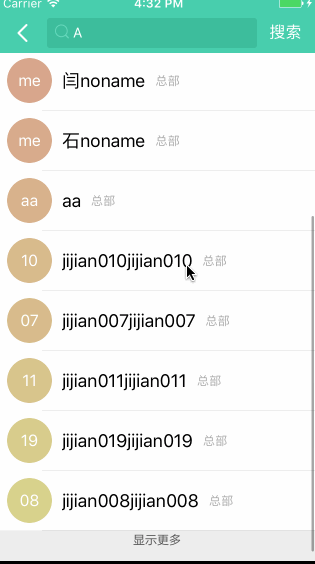 Carrier 4:32 PM
A 搜索
me 闫noname 总部
me 石noname 总部
aa aa 总部
10 jijian010jijian010 总部
07 jijian007jijian007 总部
11 jijian011jijian011 总部
19 jijian019jijian019 总部
08 jijian008jijian008 总部
显示更多